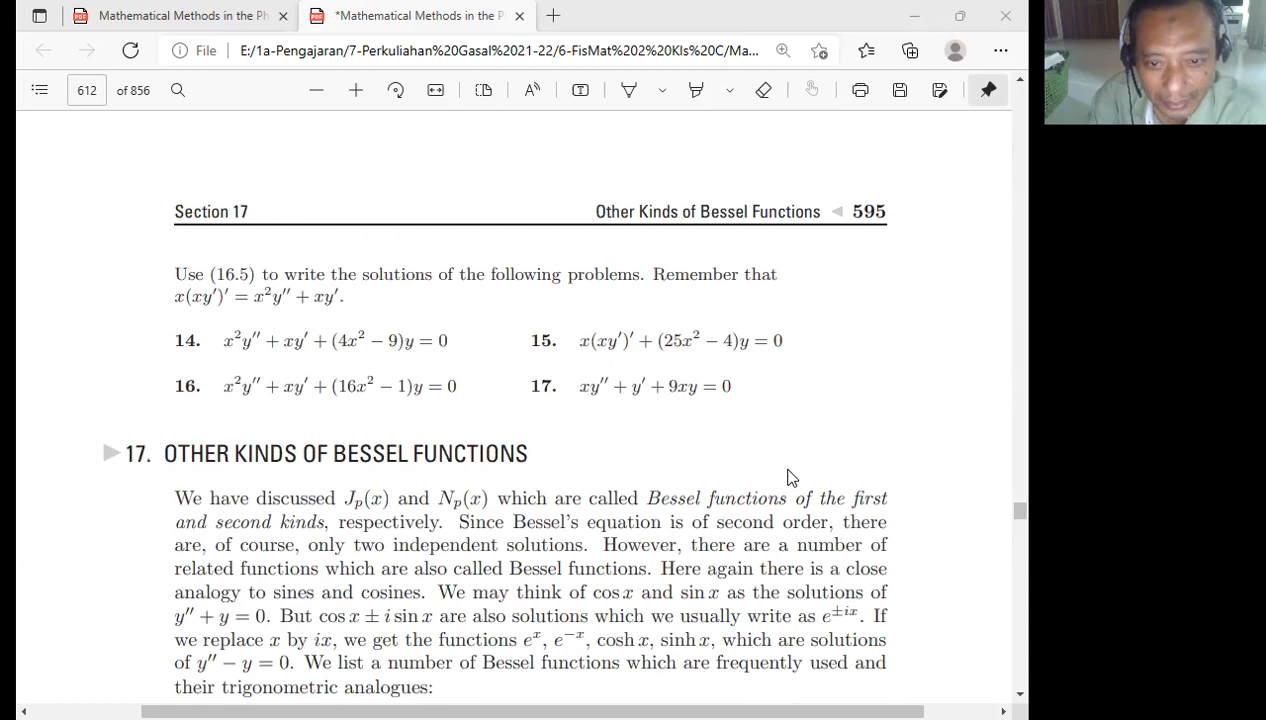 Mathematical Methods in the Ph
*Mathematical Methods in the P
File
E:/1a-Pengajaran/7-Perkuliahan%20Gasal%202021-22/6-FisMat%202%20Kls%20C/Ma...
612 of 856
Section 17 Other Kinds of Bessel Functions 595
Use (16.5) to write the solutions of the following problems. Remember that
x(xy′)′ = x²y″ + xy′.
14. x²y″ + xy′ + (4x² − 9)y = 0 15. x(xy′)′ + (25x² − 4)y = 0
16. x²y″ + xy′ + (16x² − 1)y = 0 17. xy″ + y′ + 9xy = 0
17. OTHER KINDS OF BESSEL FUNCTIONS
We have discussed Jₚ(x) and Nₚ(x) which are called Bessel functions of the first
and second kinds, respectively. Since Bessel's equation is of second order, there
are, of course, only two independent solutions. However, there are a number of
related functions which are also called Bessel functions. Here again there is a close
analogy to sines and cosines. We may think of cos x and sin x as the solutions of
y″ + y = 0. But cos x ± i sin x are also solutions which we usually write as e^{±ix}. If
we replace x by ix, we get the functions eˣ, e⁻ˣ, cosh x, sinh x, which are solutions
of y″ − y = 0. We list a number of Bessel functions which are frequently used and
their trigonometric analogues: